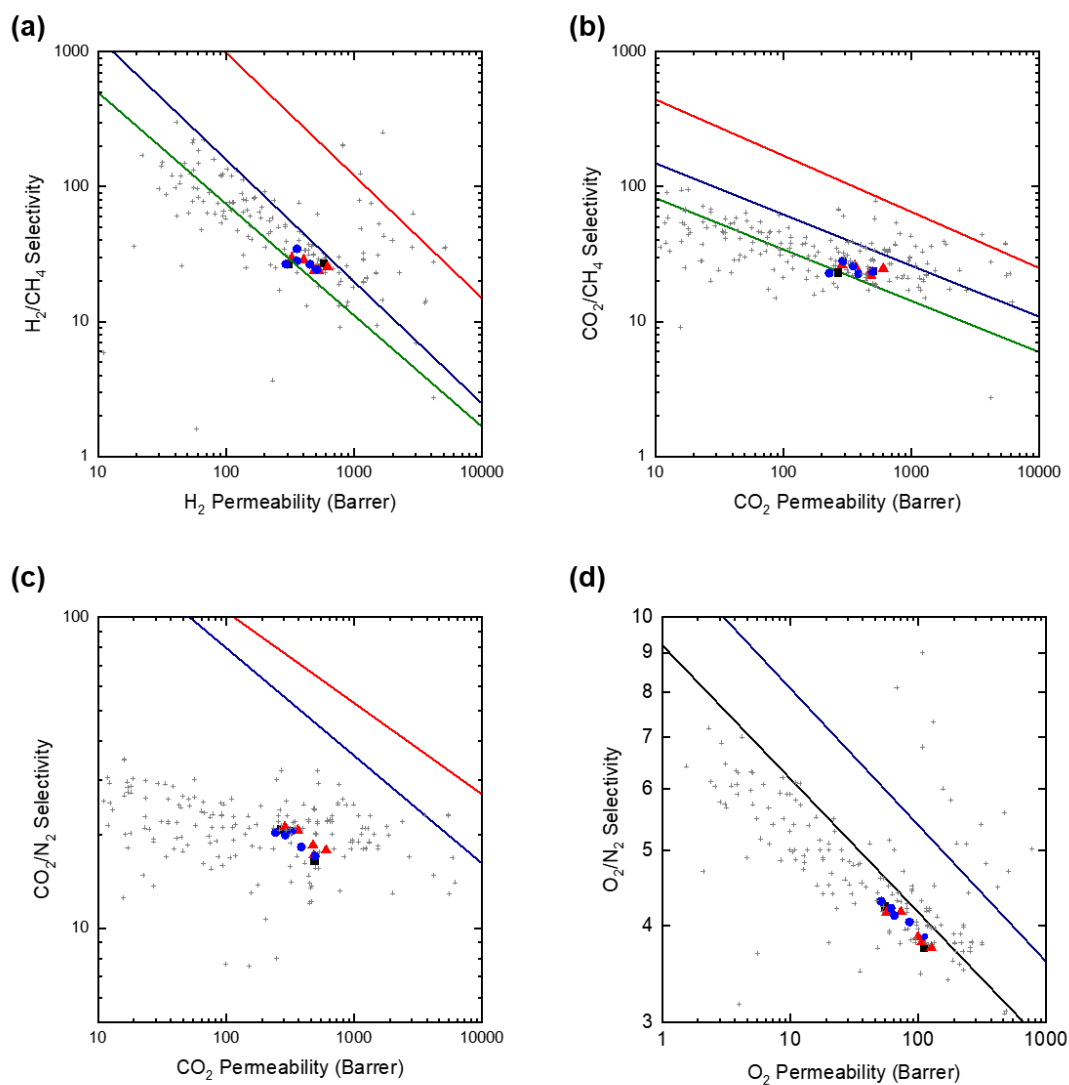 (a)
1000
100
10
1
H2/CH4 Selectivity
10 100 1000 10000
H2 Permeability (Barrer)
(b)
1000
100
10
1
CO2/CH4 Selectivity
10 100 1000 10000
CO2 Permeability (Barrer)
(c)
100
10
CO2/N2 Selectivity
10 100 1000 10000
CO2 Permeability (Barrer)
(d)
10
9
8
7
6
5
4
3
O2/N2 Selectivity
1 10 100 1000
O2 Permeability (Barrer)